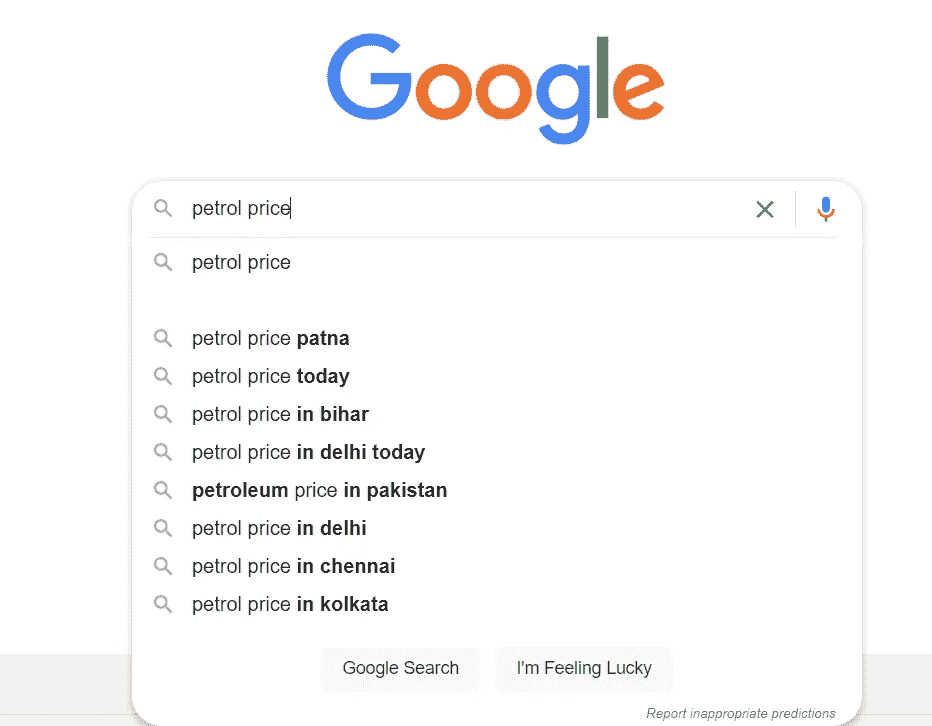 Google
petrol price
petrol price
petrol price patna
petrol price today
petrol price in bihar
petrol price in delhi today
petroleum price in pakistan
petrol price in delhi
petrol price in chennai
petrol price in kolkata
Google Search I'm Feeling Lucky
Report inappropriate predictions